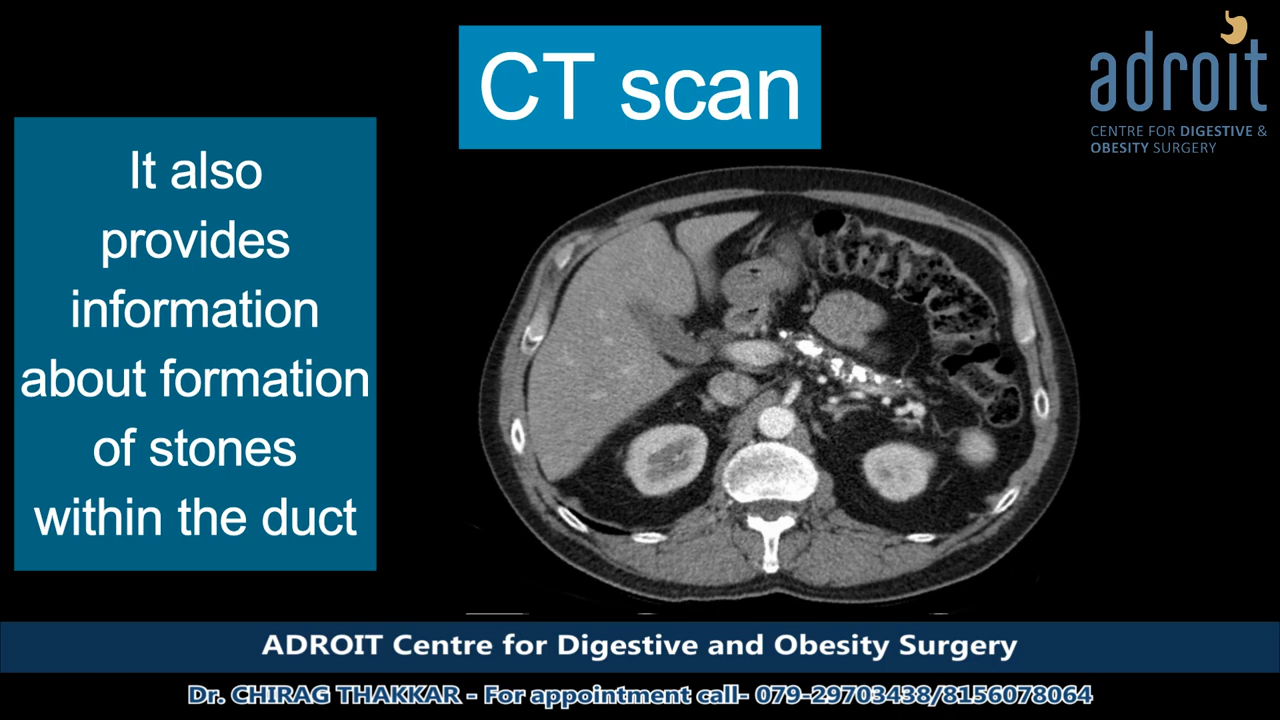 CT scan
adroit
CENTRE FOR DIGESTIVE &
OBESITY SURGERY
It also
provides
information
about formation
of stones
within the duct
ADROIT Centre for Digestive and Obesity Surgery
Dr. CHIRAG THAKKAR - For appointment call- 079-29703438/8156078064